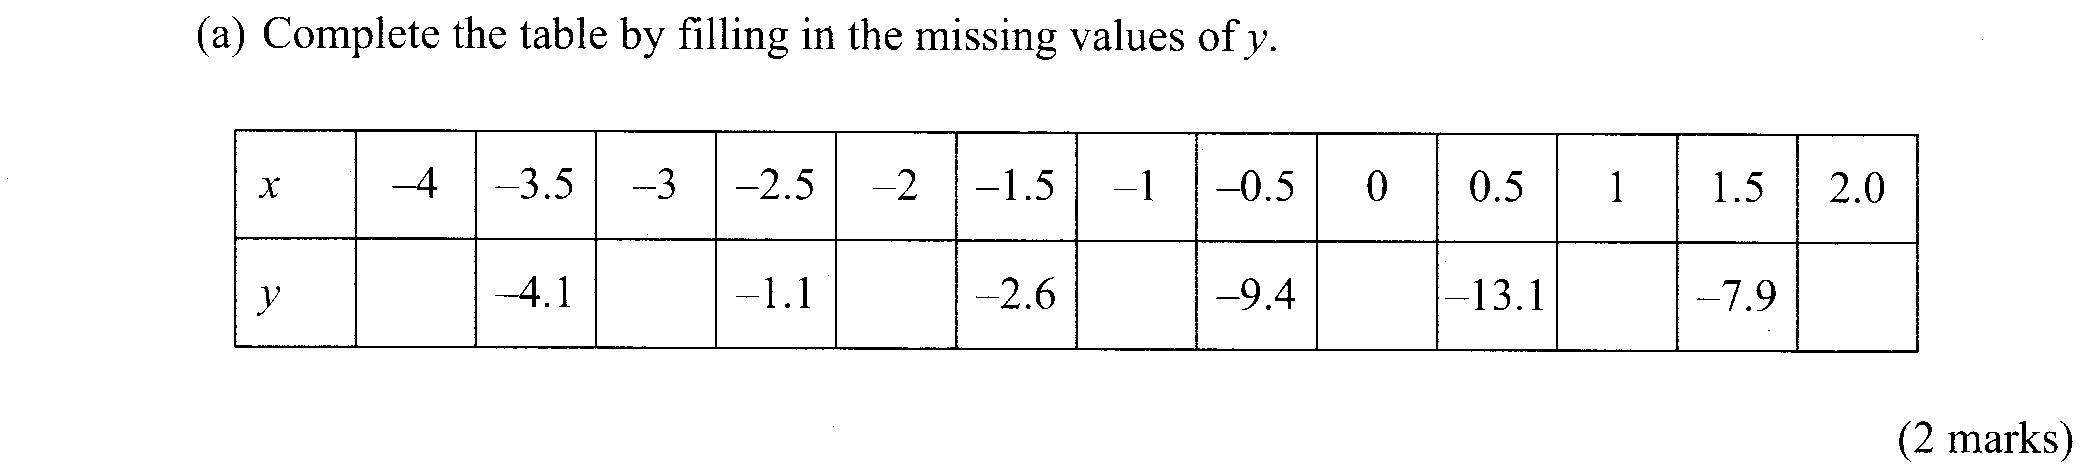 (a) Complete the table by filling in the missing values of y.
x –4 –3.5 –3 –2.5 –2 –1.5 –1 –0.5 0 0.5 1 1.5 2.0
y –4.1 –1.1 –2.6 –9.4 –13.1 –7.9
(2 marks)